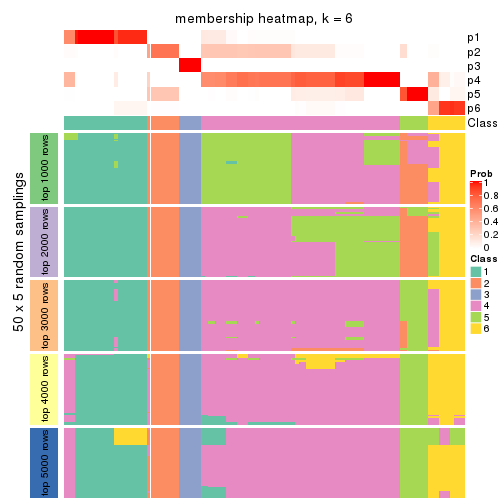 membership heatmap, k = 6
p1
p2
p3
p4
p5
p6
Class
50 x 5 random samplings
top 1000 rows
top 2000 rows
top 3000 rows
top 4000 rows
top 5000 rows
Prob
1
0.8
0.6
0.4
0.2
0
Class
1
2
3
4
5
6